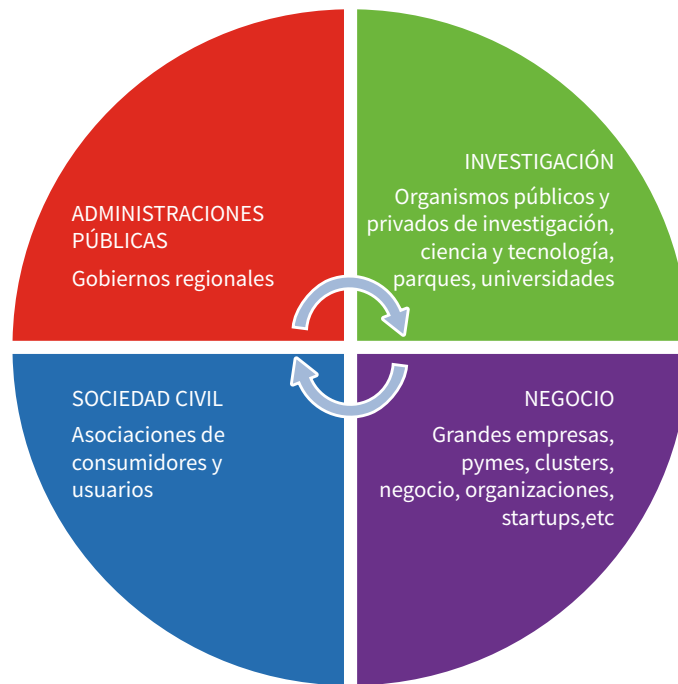 ADMINISTRACIONES
PÚBLICAS
Gobiernos regionales
INVESTIGACIÓN
Organismos públicos y
privados de investigación,
ciencia y tecnología,
parques, universidades
SOCIEDAD CIVIL
Asociaciones de
consumidores y
usuarios
NEGOCIO
Grandes empresas,
pymes, clusters,
negocio, organizaciones,
startups,etc